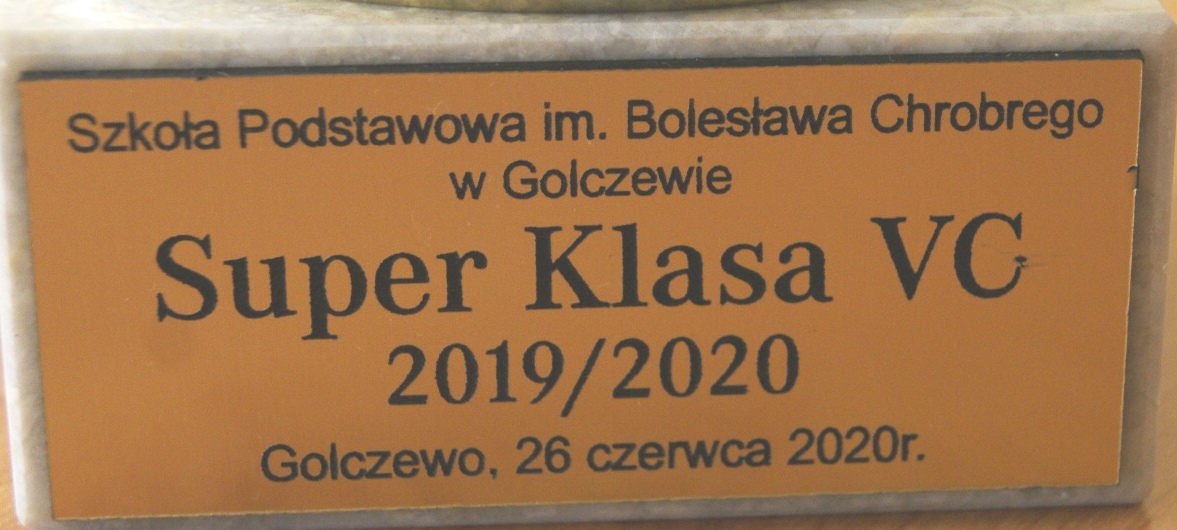 Szkoła Podstawowa im. Bolesława Chrobrego
w Golczewie
Super Klasa VC
2019/2020
Golczewo, 26 czerwca 2020r.